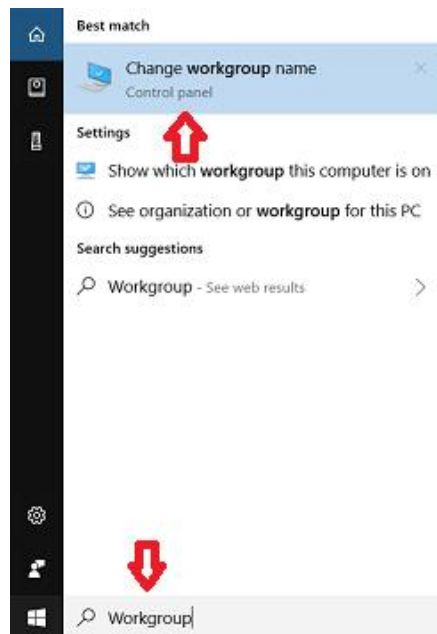 Best match
Change workgroup name
Control panel
Settings
Show which workgroup this computer is on
See organization or workgroup for this PC
Search suggestions
Workgroup - See web results
Workgroup